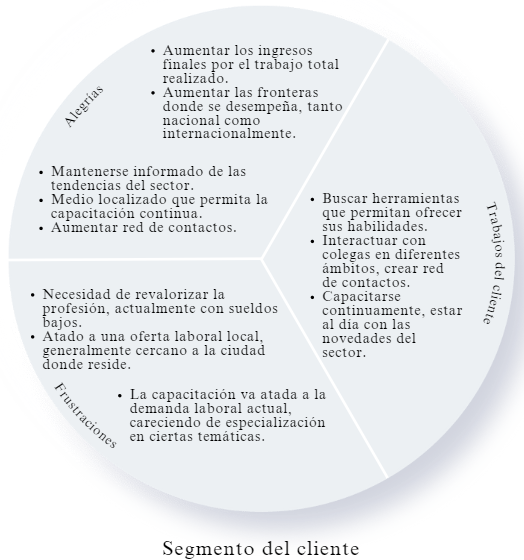 Alegrías
• Aumentar los ingresos
finales por el trabajo total
realizado.
• Aumentar las fronteras
donde se desempeña, tanto
nacional como
internacionalmente.
• Mantenerse informado de las
tendencias del sector.
• Medio localizado que permita la
capacitación continua.
• Aumentar red de contactos.
Trabajos del cliente
• Buscar herramientas
que permitan ofrecer
sus habilidades.
• Interactuar con
colegas en diferentes
ámbitos, crear red
de contactos.
• Capacitarse
continuamente, estar
al día con las
novedades del
sector.
Frustraciones
• Necesidad de revalorizar la
profesión, actualmente con sueldos
bajos.
• Atado a una oferta laboral local,
generalmente cercano a la ciudad
donde reside.
• La capacitación va atada a la
demanda laboral actual,
careciendo de especialización
en ciertas temáticas.
Segmento del cliente